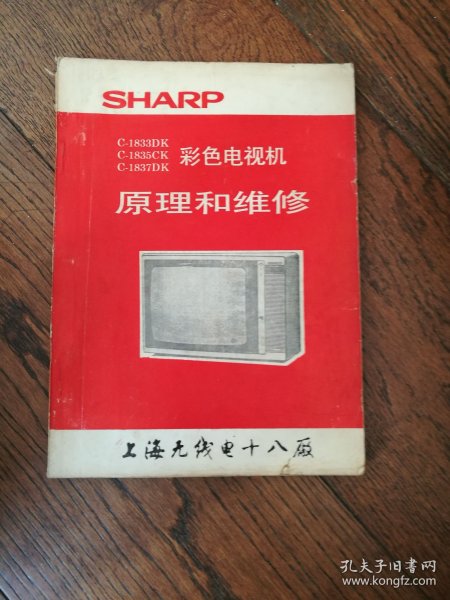 SHARP
C-1833DK
C-1835CK
C-1837DK
彩色电视机
原理和维修
上海无线电十八厂
孔夫子旧书网
www.kongfz.com